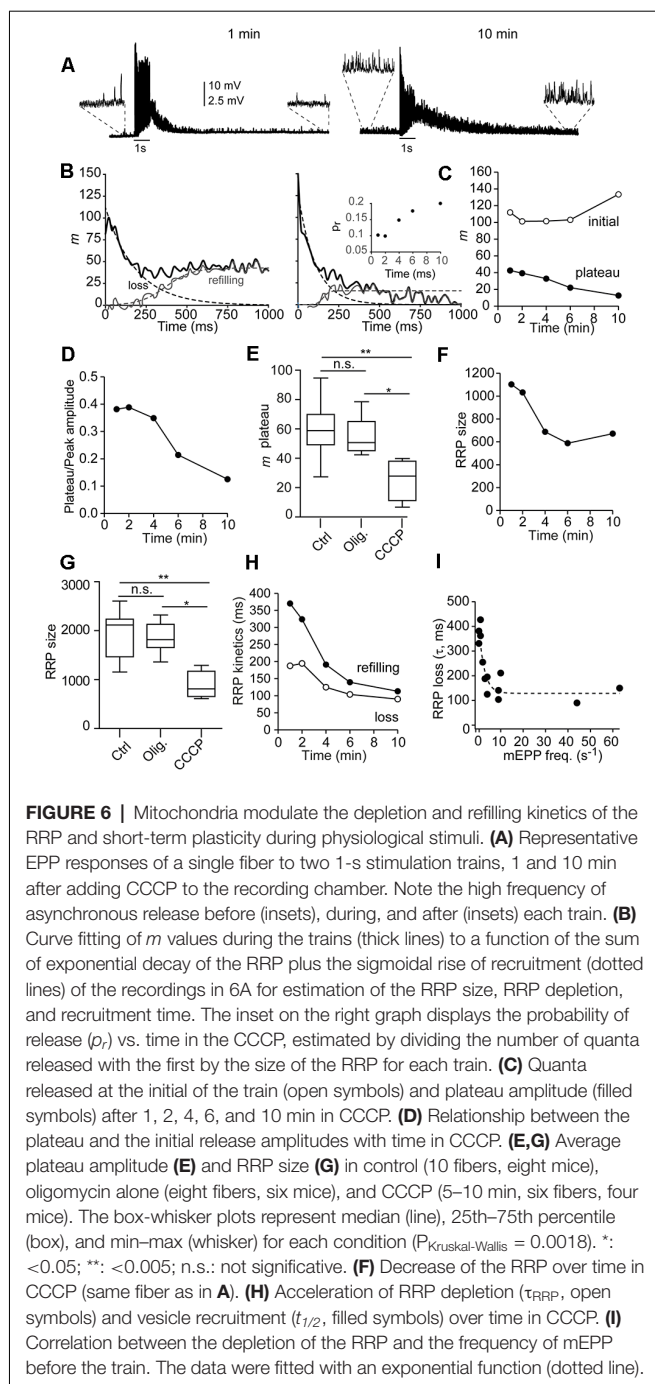 1 min
10 min
A
10 mV
2.5 mV
1s
1s
B
150
125
100
75
50
25
0
m
loss
refilling
0
250
500
750
1000
Time (ms)
0.2
0.15
0.1
0.05
pr
0
2
4
6
8
10
Time (ms)
0
250
500
750
1000
Time (ms)
C
160
140
120
100
80
60
40
20
0
m
initial
plateau
0
2
4
6
8
10
Time (min)
D
0.5
0.4
0.3
0.2
0.1
0.0
Plateau/Peak amplitude
0
2
4
6
8
10
Time (min)
E
**
n.s.
*
100
80
60
40
20
0
m plateau
Ctrl
Olig.
CCCP
F
1200
1000
800
600
400
200
0
RRP size
0
2
4
6
8
10
Time (min)
G
**
n.s.
*
3000
2000
1000
0
RRP size
Ctrl
Olig.
CCCP
H
400
350
300
250
200
150
100
50
0
RRP kinetics (ms)
refilling
loss
0
2
4
6
8
10
Time (min)
I
500
400
300
200
100
0
RRP loss (τ, ms)
0
10
20
30
40
50
60
mEPP freq. (s-1)
FIGURE 6 | Mitochondria modulate the depletion and refilling kinetics of the
RRP and short-term plasticity during physiological stimuli. (A) Representative
EPP responses of a single fiber to two 1-s stimulation trains, 1 and 10 min
after adding CCCP to the recording chamber. Note the high frequency of
asynchronous release before (insets), during, and after (insets) each train. (B)
Curve fitting of m values during the trains (thick lines) to a function of the sum
of exponential decay of the RRP plus the sigmoidal rise of recruitment (dotted
lines) of the recordings in 6A for estimation of the RRP size, RRP depletion,
and recruitment time. The inset on the right graph displays the probability of
release (pr) vs. time in the CCCP, estimated by dividing the number of quanta
released with the first by the size of the RRP for each train. (C) Quanta
released at the initial of the train (open symbols) and plateau amplitude (filled
symbols) after 1, 2, 4, 6, and 10 min in CCCP. (D) Relationship between the
plateau and the initial release amplitudes with time in CCCP. (E,G) Average
plateau amplitude (E) and RRP size (G) in control (10 fibers, eight mice),
oligomycin alone (eight fibers, six mice), and CCCP (5–10 min, six fibers, four
mice). The box-whisker plots represent median (line), 25th–75th percentile
(box), and min–max (whisker) for each condition (PKruskal-Wallis = 0.0018). *:
<0.05; **: <0.005; n.s.: not significative. (F) Decrease of the RRP over time in
CCCP (same fiber as in A). (H) Acceleration of RRP depletion (τRRP, open
symbols) and vesicle recruitment (t1/2, filled symbols) over time in CCCP. (I)
Correlation between the depletion of the RRP and the frequency of mEPP
before the train. The data were fitted with an exponential function (dotted line).